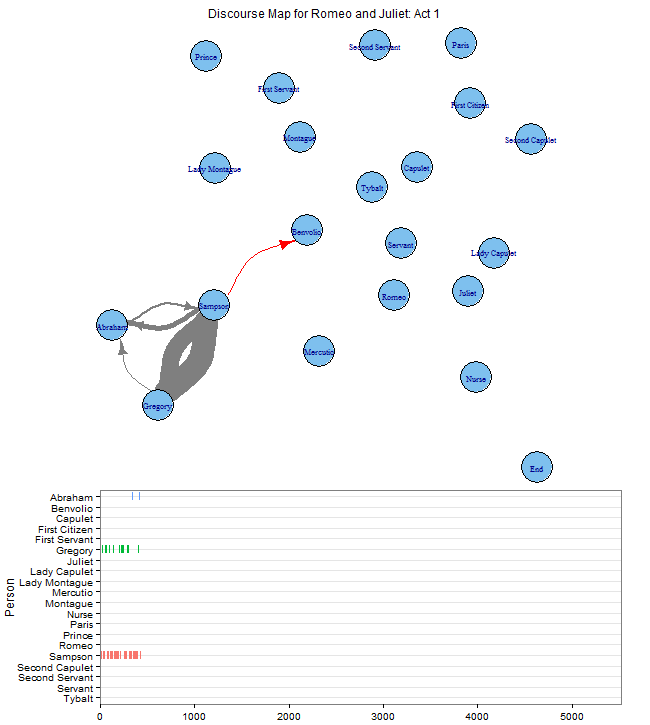 Discourse Map for Romeo and Juliet: Act 1
Prince
Second Servant
Paris
First Servant
First Citizen
Montague
Second Capulet
Lady Montague
Capulet
Tybalt
Benvolio
Servant
Lady Capulet
Romeo
Juliet
Sampson
Abraham
Mercutio
Nurse
Gregory
End
Person
Abraham
Benvolio
Capulet
First Citizen
First Servant
Gregory
Juliet
Lady Capulet
Lady Montague
Mercutio
Montague
Nurse
Paris
Prince
Romeo
Sampson
Second Capulet
Second Servant
Servant
Tybalt
0 1000 2000 3000 4000 5000